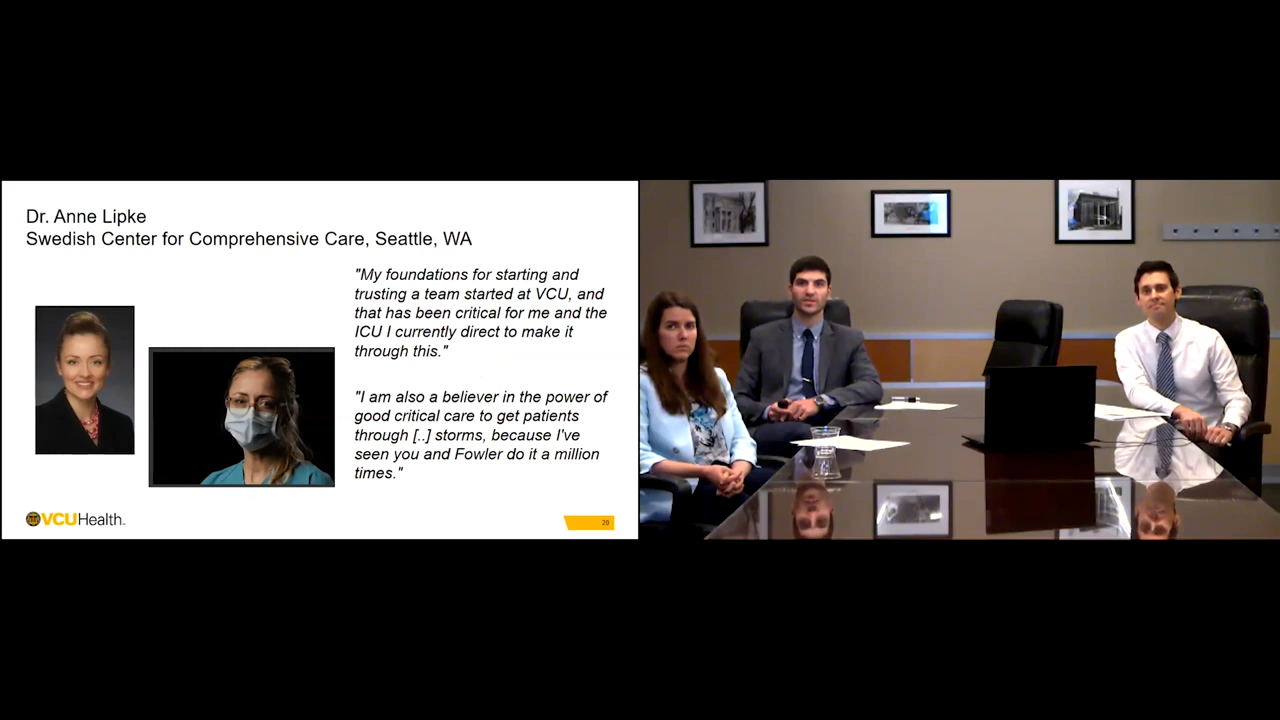 Dr. Anne Lipke
Swedish Center for Comprehensive Care, Seattle, WA
"My foundations for starting and
trusting a team started at VCU, and
that has been critical for me and the
ICU I currently direct to make it
through this."
"I am also a believer in the power of
good critical care to get patients
through [..] storms, because I've
seen you and Fowler do it a million
times."
VCUHealth.
20